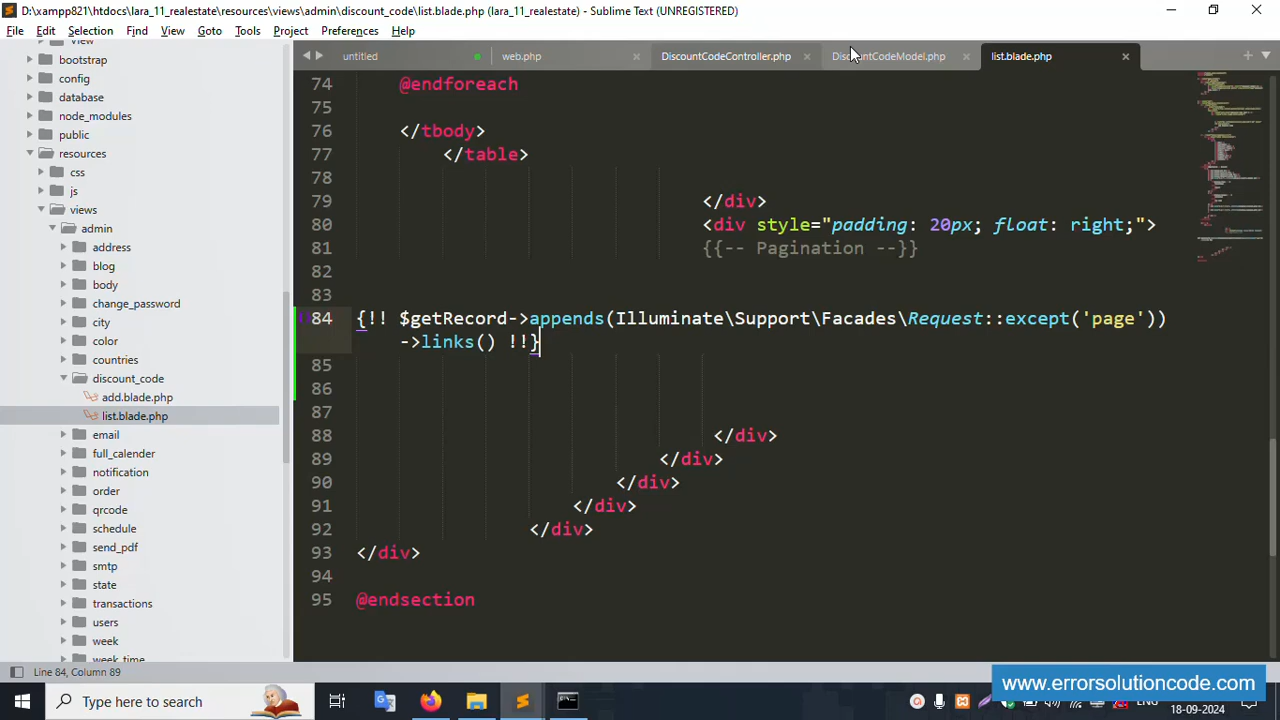 D:\xampp821\htdocs\lara_11_realestate\resources\views\admin\discount_code\list.blade.php (lara_11_realestate) - Sublime Text (UNREGISTERED)
File Edit Selection Find View Goto Tools Project Preferences Help
untitled web.php DiscountCodeController.php DiscountCodeModel.php list.blade.php
bootstrap
config
database
node_modules
public
resources
css
js
views
admin
address
blog
body
change_password
city
color
countries
discount_code
add.blade.php
list.blade.php
email
full_calender
notification
order
qrcode
schedule
send_pdf
smtp
state
transactions
users
week
week_time
74 @endforeach
75
76 </tbody>
77 </table>
78
79 </div>
80 <div style="padding: 20px; float: right;">
81 {{-- Pagination --}}
82
83
84 {!! $getRecord->appends(Illuminate\Support\Facades\Request::except('page'))
->links() !!}
85
86
87
88 </div>
89 </div>
90 </div>
91 </div>
92 </div>
93 </div>
94
95 @endsection
Line 84, Column 89
www.errorsolutioncode.com
Type here to search
ENG
18-09-2024